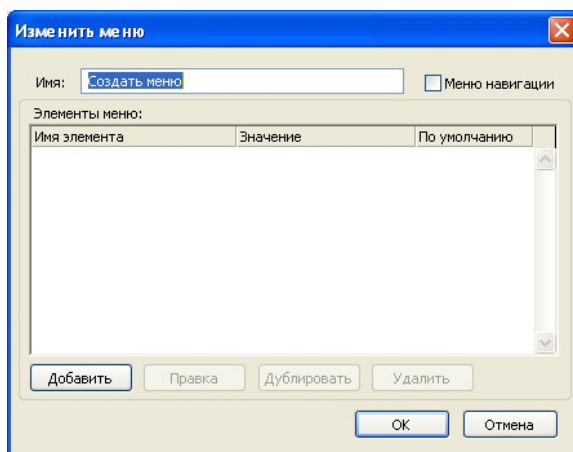 Изменить меню
Имя: Создать меню Меню навигации
Элементы меню:
Имя элемента Значение По умолчанию
Добавить Правка Дублировать Удалить
OK Отмена